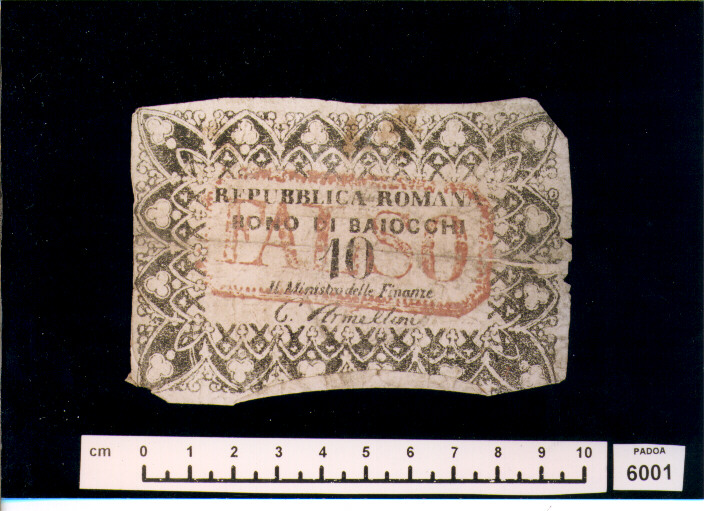 REPUBBLICA ROMANA
BONO DI BAIOCCHI
FALSO
10
Il Ministro delle Finanze
C. Armellini
cm 0 1 2 3 4 5 6 7 8 9 10
PADOA
6001